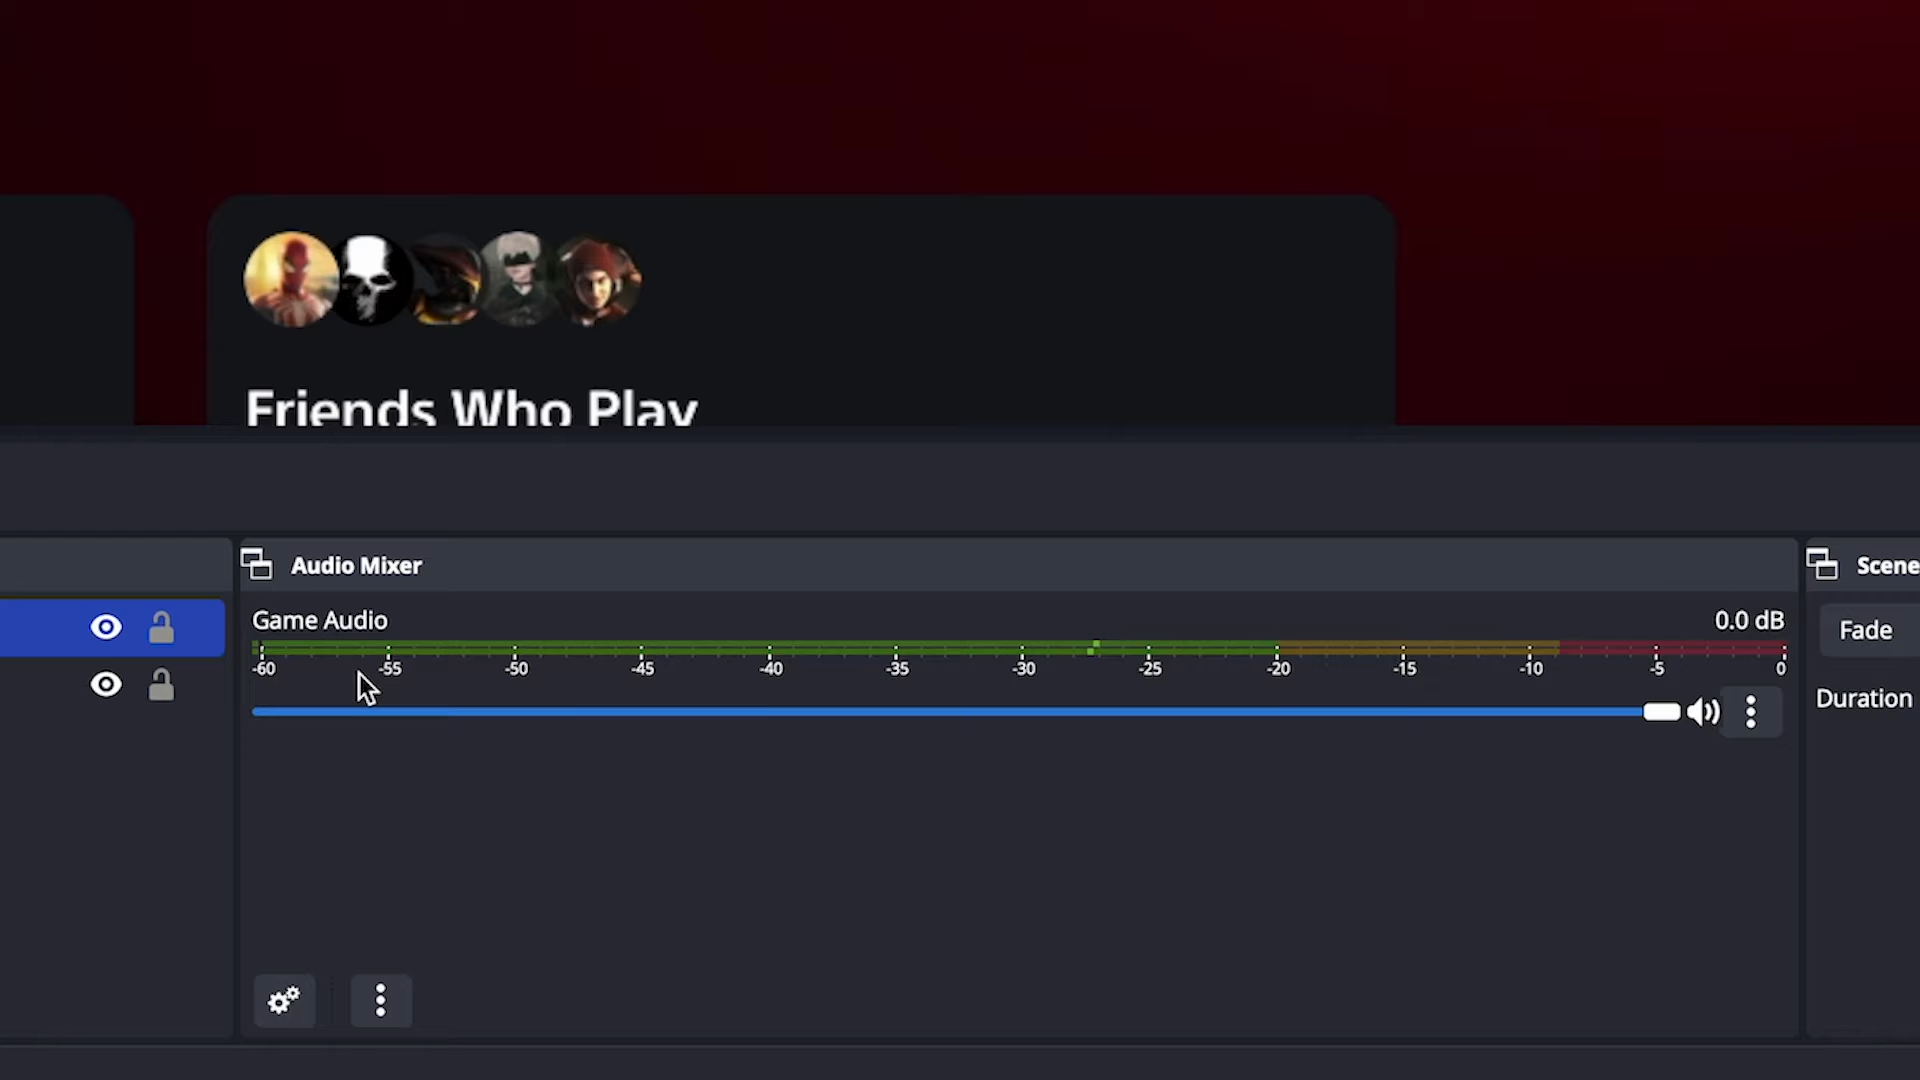 Friends Who Play
Audio Mixer
Scene
Game Audio
0.0 dB
Fade
-60 -55 -50 -45 -40 -35 -30 -25 -20 -15 -10 -5 0
Duration